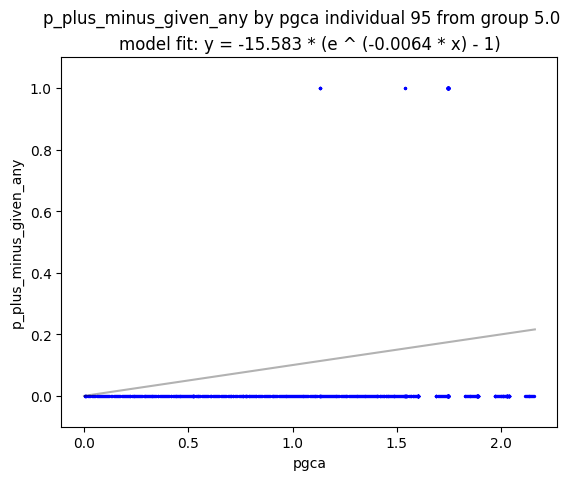 p_plus_minus_given_any by pgca individual 95 from group 5.0
model fit: y = -15.583 * (e ^ (-0.0064 * x) - 1)
1.0
0.8
0.6
0.4
0.2
0.0
p_plus_minus_given_any
0.0 0.5 1.0 1.5 2.0
pgca